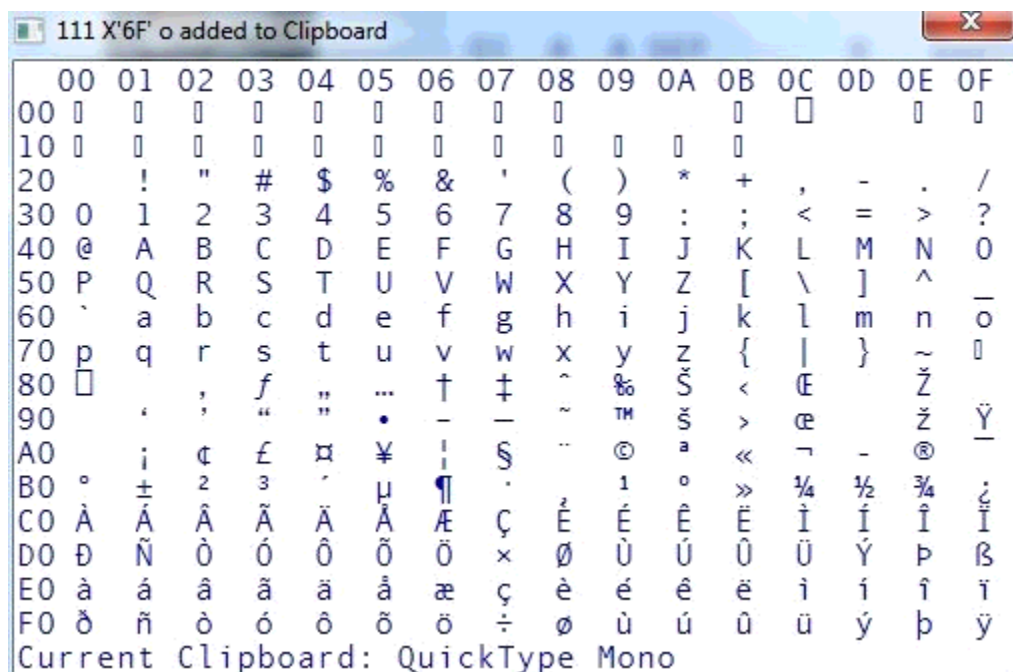 111 X'6F' o added to Clipboard
00 01 02 03 04 05 06 07 08 09 0A 0B 0C 0D 0E 0F
00 ▯ ▯ ▯ ▯ ▯ ▯ ▯ ▯ ▯ ▯ □ ▯ ▯
10 ▯ ▯ ▯ ▯ ▯ ▯ ▯ ▯ ▯ ▯ ▯ ▯
20 ! " # $ % & ' ( ) * + , - . /
30 0 1 2 3 4 5 6 7 8 9 : ; < = > ?
40 @ A B C D E F G H I J K L M N O
50 P Q R S T U V W X Y Z [ \ ] ^ _
60 ` a b c d e f g h i j k l m n o
70 p q r s t u v w x y z { | } ~ ▯
80 □ ‚ ƒ „ … † ‡ ˆ ‰ Š ‹ Œ Ž
90 ‘ ’ “ ” • – — ˜ ™ š › œ ž Ÿ
A0 ¡ ¢ £ ¤ ¥ ¦ § ¨ © ª « ¬ - ® ¯
B0 ° ± ² ³ ´ µ ¶ · ¸ ¹ º » ¼ ½ ¾ ¿
C0 À Á Â Ã Ä Å Æ Ç È É Ê Ë Ì Í Î Ï
D0 Ð Ñ Ò Ó Ô Õ Ö × Ø Ù Ú Û Ü Ý Þ ß
E0 à á â ã ä å æ ç è é ê ë ì í î ï
F0 ð ñ ò ó ô õ ö ÷ ø ù ú û ü ý þ ÿ
Current Clipboard: QuickType Mono